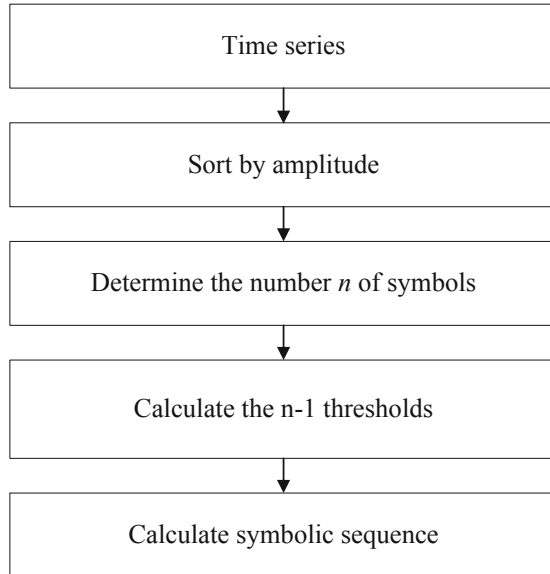 Time series
Sort by amplitude
Determine the number n of symbols
Calculate the n-1 thresholds
Calculate symbolic sequence